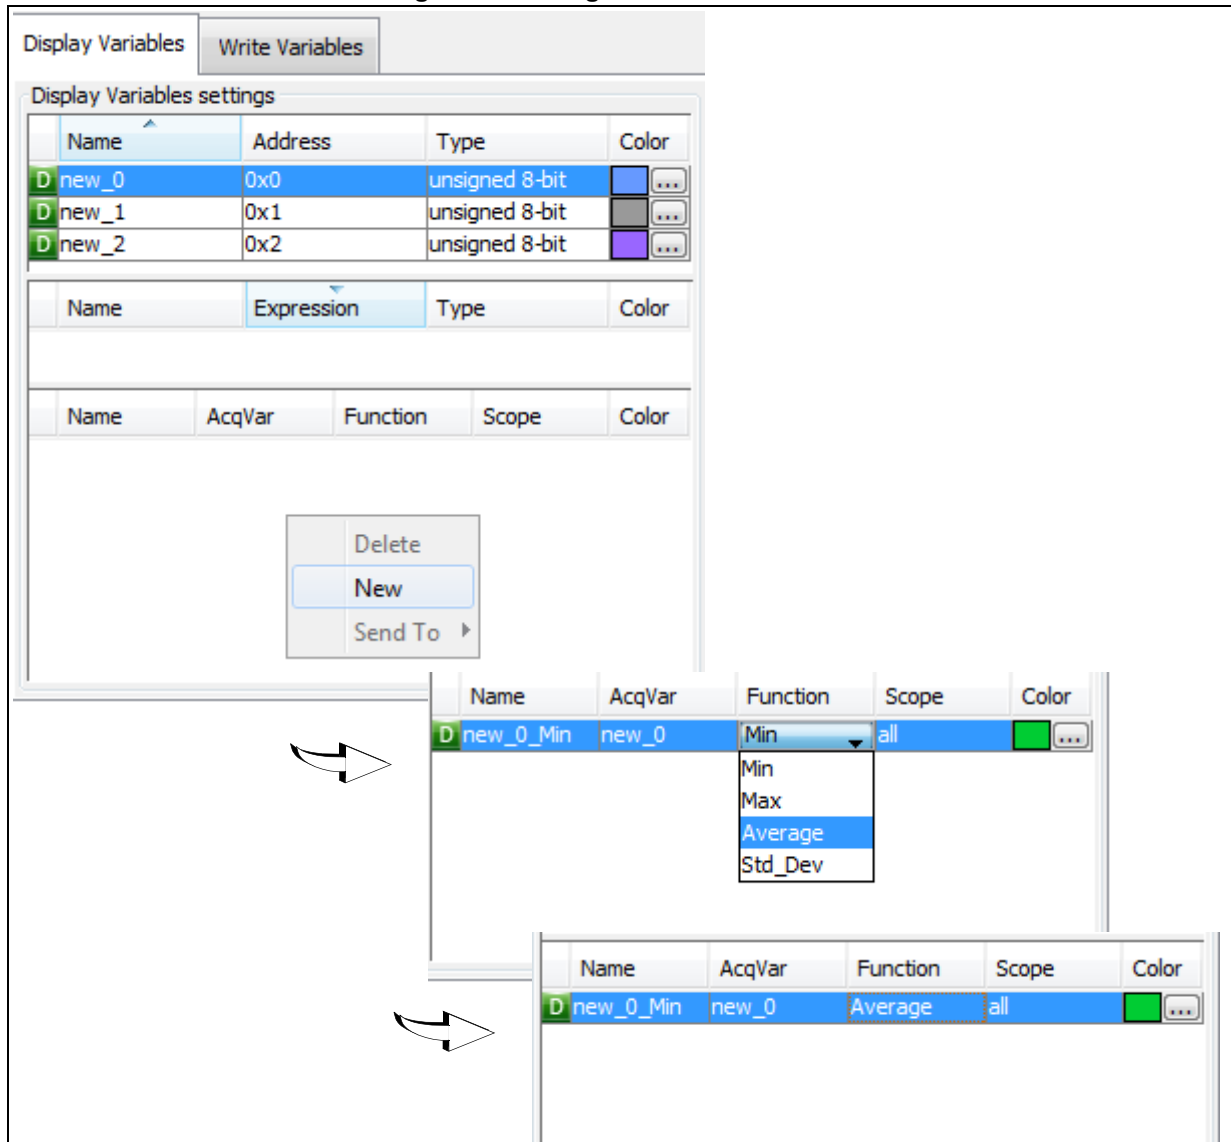 Display Variables Write Variables
Display Variables settings
Name Address Type Color
D new_0 0x0 unsigned 8-bit ...
D new_1 0x1 unsigned 8-bit ...
D new_2 0x2 unsigned 8-bit ...
Name Expression Type Color
Name AcqVar Function Scope Color
Delete
New
Send To
Name AcqVar Function Scope Color
D new_0_Min new_0 Min all ...
Min
Max
Average
Std_Dev
Name AcqVar Function Scope Color
D new_0_Min new_0 Average all ...